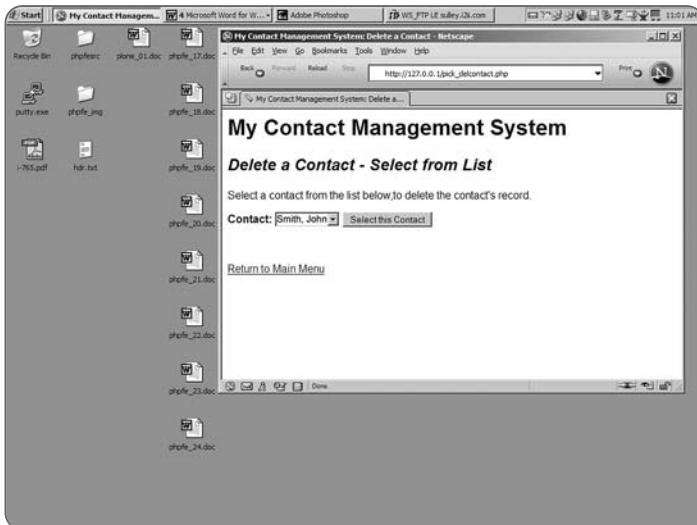 Start My Contact Managem... 4 Microsoft Word for W... Adobe Photoshop WS_FTP LE sulley.i2ii.com 11:01 AM
My Contact Management System: Delete a Contact - Netscape
File Edit View Go Bookmarks Tools Window Help
Back Forward Reload Stop http://127.0.0.1/pick_delcontact.php Print
My Contact Management System: Delete a...
My Contact Management System
Delete a Contact - Select from List
Select a contact from the list below,to delete the contact's record.
Contact: Smith, John Select this Contact
Return to Main Menu
Done
Recycle Bin phpfesrc plone_01.doc phpfe_17.doc
putty.exe phpfe_img phpfe_18.doc
i-765.pdf hdr.txt phpfe_19.doc
phpfe_20.doc
phpfe_21.doc
phpfe_22.doc
phpfe_23.doc
phpfe_24.doc